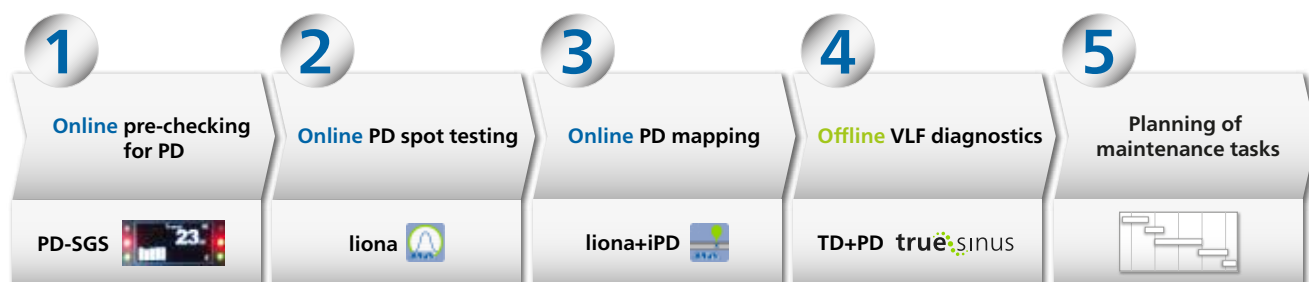 1
Online pre-checking
for PD
PD-SGS
23
2
Online PD spot testing
liona
3
Online PD mapping
liona+iPD
4
Offline VLF diagnostics
TD+PD truesinus
5
Planning of
maintenance tasks